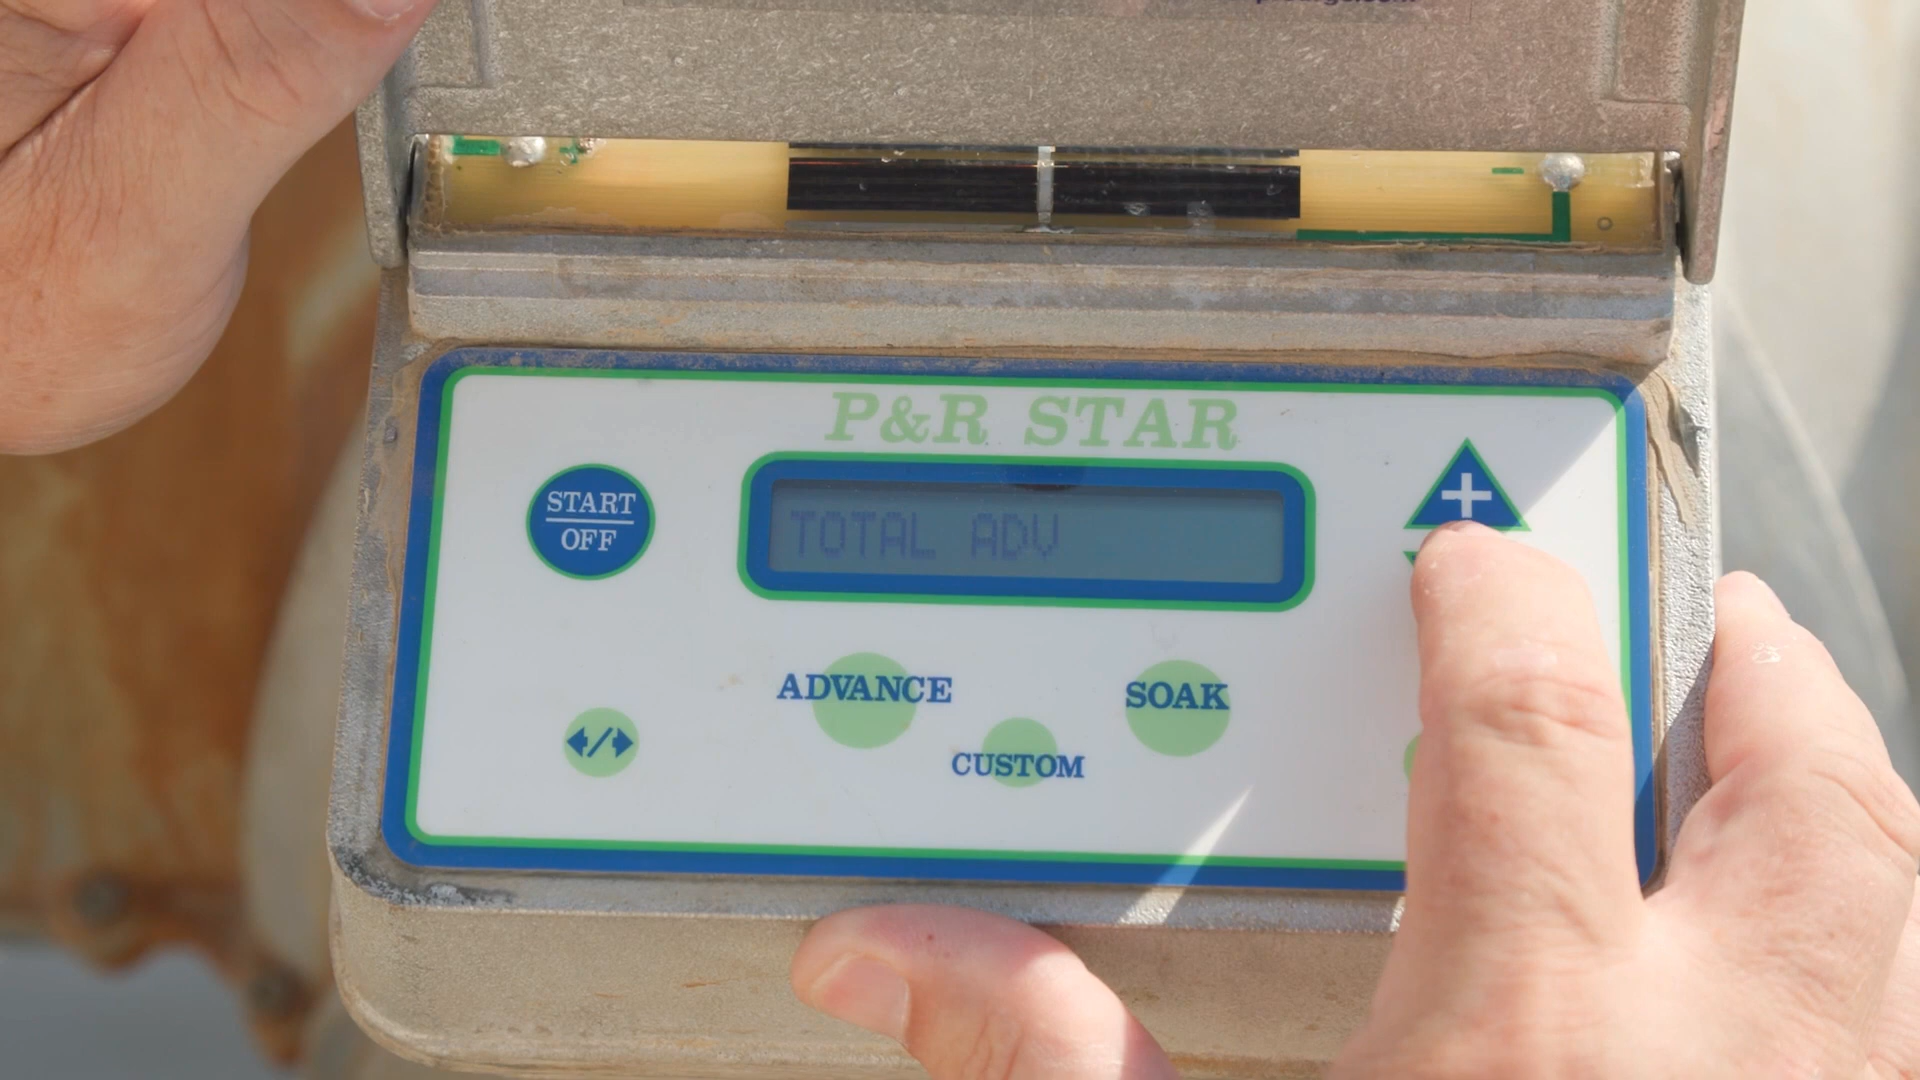 P&R STAR
START
OFF
TOTAL ADV
+
ADVANCE
SOAK
CUSTOM